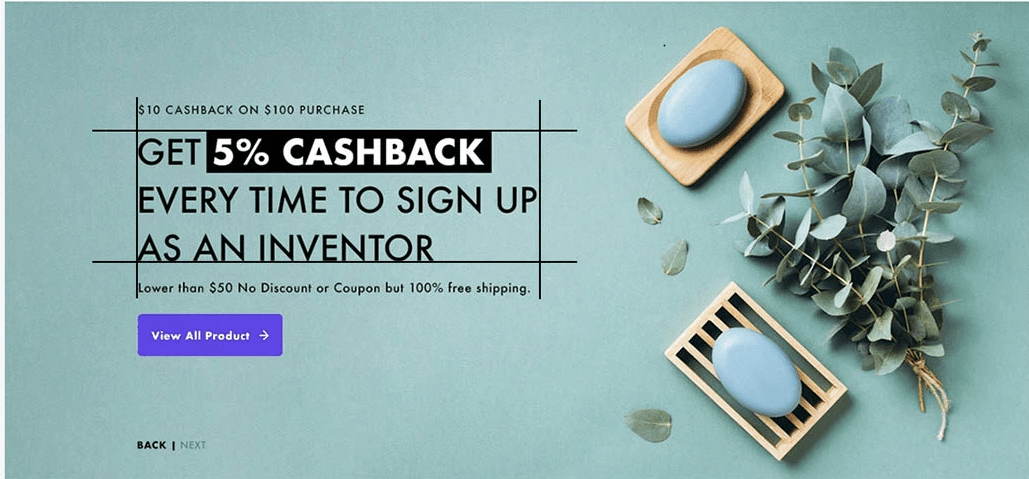 $10 CASHBACK ON $100 PURCHASE
GET 5% CASHBACK
EVERY TIME TO SIGN UP
AS AN INVENTOR
Lower than $50 No Discount or Coupon but 100% free shipping.
View All Product →
BACK | NEXT